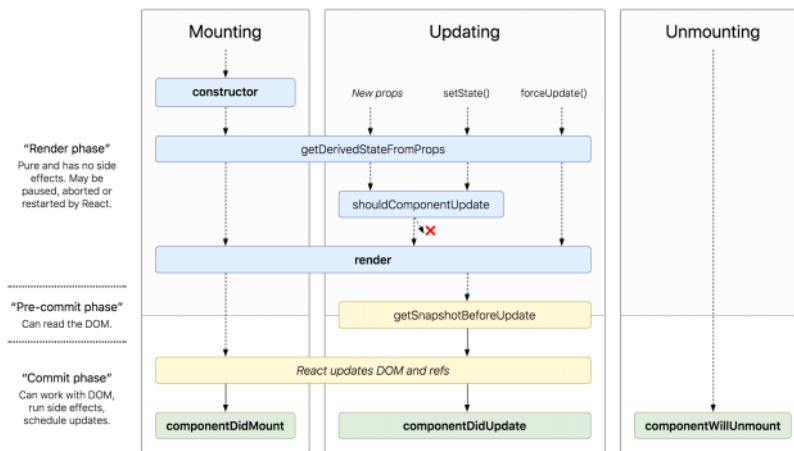 Mounting
Updating
Unmounting
constructor
New props
setState()
forceUpdate()
"Render phase"
Pure and has no side
effects. May be
paused, aborted or
restarted by React.
getDerivedStateFromProps
shouldComponentUpdate
render
"Pre-commit phase"
Can read the DOM.
getSnapshotBeforeUpdate
React updates DOM and refs
"Commit phase"
Can work with DOM,
run side effects,
schedule updates.
componentDidMount
componentDidUpdate
componentWillUnmount